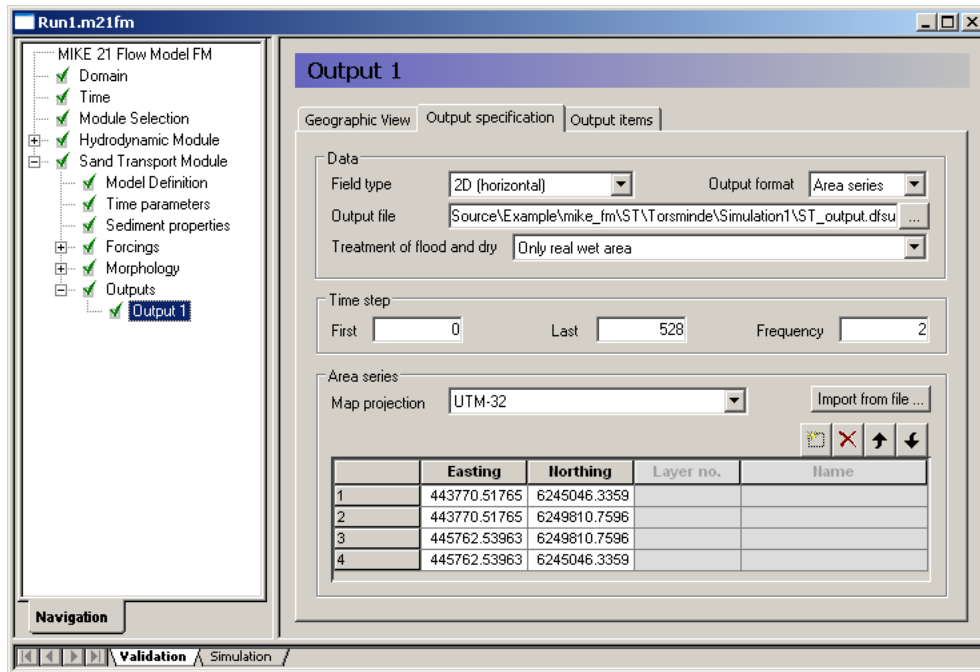 Run1.m21fm
MIKE 21 Flow Model FM
Domain
Time
Module Selection
Hydrodynamic Module
Sand Transport Module
Model Definition
Time parameters
Sediment properties
Forcings
Morphology
Outputs
Output 1
Navigation
Output 1
Geographic View Output specification Output items
Data
Field type 2D (horizontal) Output format Area series
Output file Source\Example\mike_fm\ST\Torsminde\Simulation1\ST_output.dfsu ...
Treatment of flood and dry Only real wet area
Time step
First 0 Last 528 Frequency 2
Area series
Map projection UTM-32 Import from file ...
Easting Northing Layer no. Name
1 443770.51765 6245046.3359
2 443770.51765 6249810.7596
3 445762.53963 6249810.7596
4 445762.53963 6245046.3359
Validation Simulation